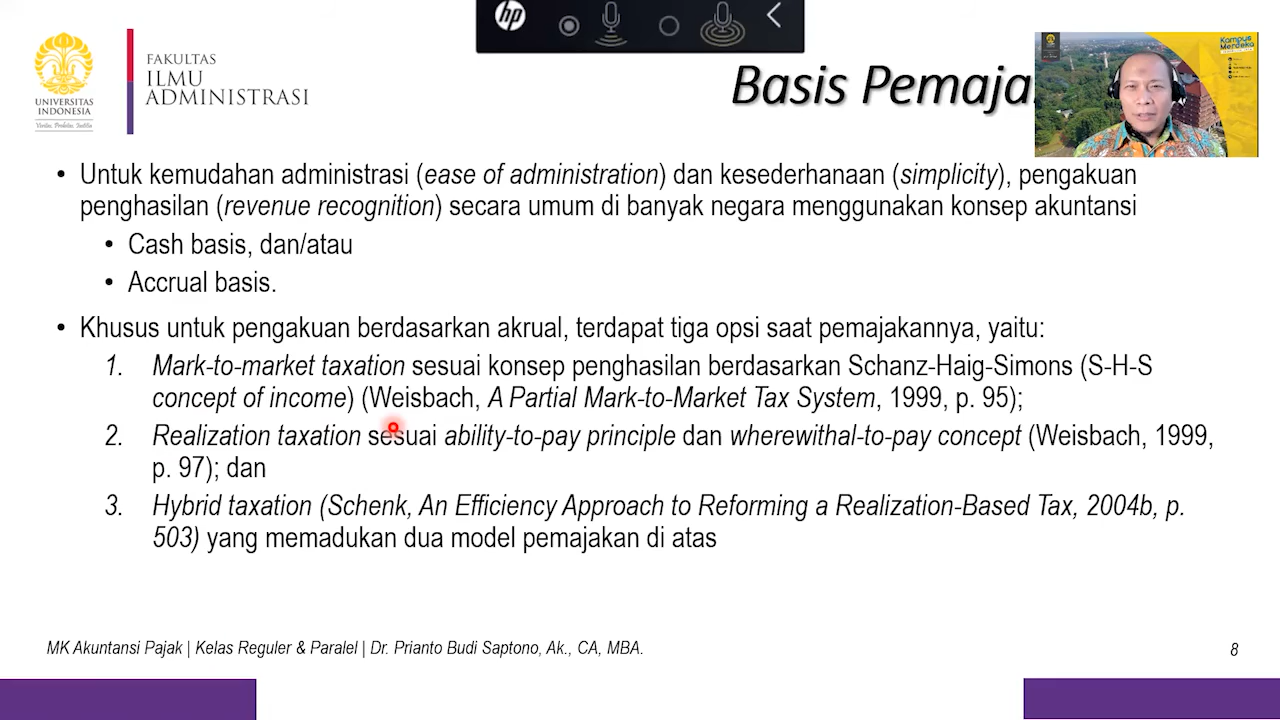 hp
UNIVERSITAS
INDONESIA
Veritas, Probitas, Iustitia
FAKULTAS
ILMU
ADMINISTRASI
Basis Pemaja
Kampus
Merdeka
• Untuk kemudahan administrasi (ease of administration) dan kesederhanaan (simplicity), pengakuan
penghasilan (revenue recognition) secara umum di banyak negara menggunakan konsep akuntansi
• Cash basis, dan/atau
• Accrual basis.
• Khusus untuk pengakuan berdasarkan akrual, terdapat tiga opsi saat pemajakannya, yaitu:
1. Mark-to-market taxation sesuai konsep penghasilan berdasarkan Schanz-Haig-Simons (S-H-S
concept of income) (Weisbach, A Partial Mark-to-Market Tax System, 1999, p. 95);
2. Realization taxation sesuai ability-to-pay principle dan wherewithal-to-pay concept (Weisbach, 1999,
p. 97); dan
3. Hybrid taxation (Schenk, An Efficiency Approach to Reforming a Realization-Based Tax, 2004b, p.
503) yang memadukan dua model pemajakan di atas
MK Akuntansi Pajak | Kelas Reguler & Paralel | Dr. Prianto Budi Saptono, Ak., CA, MBA.
8